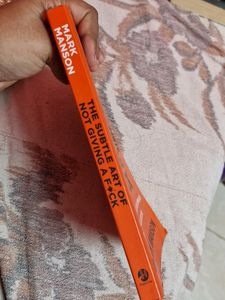 MARK
MANSON
THE SUBTLE ART OF
NOT GIVING A F*CK